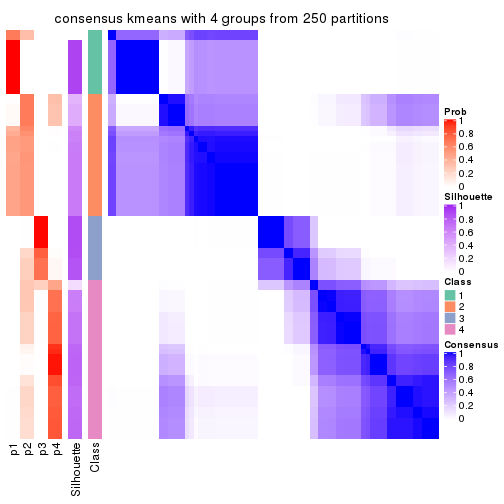 consensus kmeans with 4 groups from 250 partitions
Prob
1
0.8
0.6
0.4
0.2
0
Silhouette
1
0.8
0.6
0.4
0.2
0
Class
1
2
3
4
Consensus
1
0.8
0.6
0.4
0.2
0
p1
p2
p3
p4
Silhouette
Class